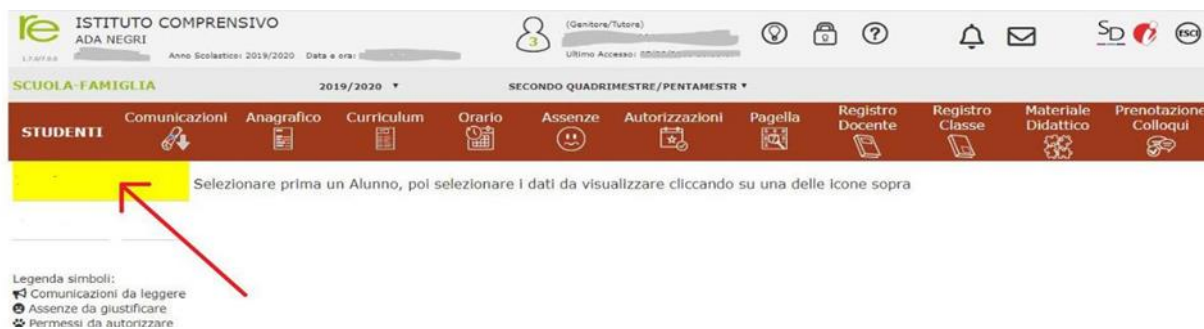 re
ISTITUTO COMPRENSIVO
ADA NEGRI
Anno Scolastico: 2019/2020 Data e ora:
3
(Genitore/Tutore)
Ultimo Accesso:
SD
ESCI
SCUOLA-FAMIGLIA
2019/2020
SECONDO QUADRIMESTRE/PENTAMESTR
STUDENTI
Comunicazioni
Anagrafico
Curriculum
Orario
Assenze
Autorizzazioni
Pagella
Registro
Docente
Registro
Classe
Materiale
Didattico
Prenotazione
Colloqui
Selezionare prima un Alunno, poi selezionare i dati da visualizzare cliccando su una delle icone sopra
Legenda simboli:
Comunicazioni da leggere
Assenze da giustificare
Permessi da autorizzare